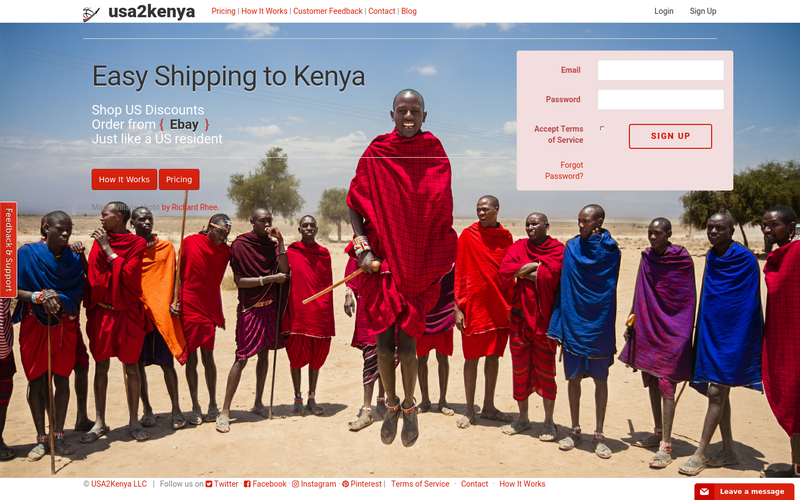 usa2kenya
Pricing | How It Works | Customer Feedback | Contact | Blog
Login Sign Up
Easy Shipping to Kenya
Shop US Discounts
Order from { Ebay }
Just like a US resident
How It Works Pricing
photo by Richard Rhee.
Email
Password
Accept Terms
of Service
SIGN UP
Forgot
Password?
Feedback & Support
© USA2Kenya LLC | Follow us on Twitter · Facebook · Instagram · Pinterest | Terms of Service · Contact · How It Works
Leave a message